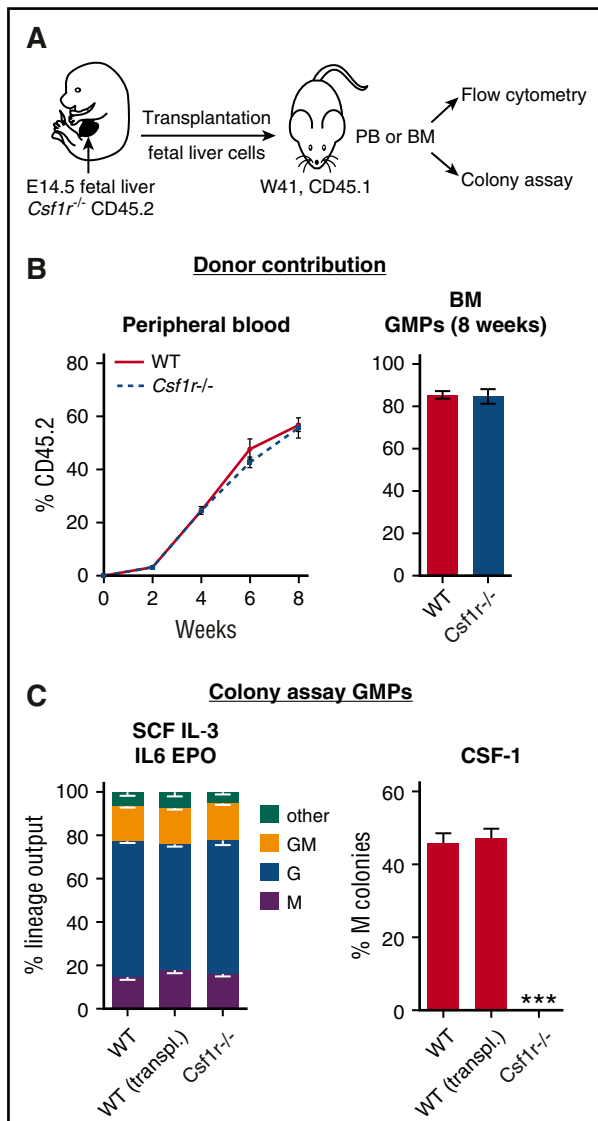 A
Transplantation
fetal liver cells
E14.5 fetal liver
Csf1r-/- CD45.2
W41, CD45.1
PB or BM
Flow cytometry
Colony assay
B
Donor contribution
Peripheral blood
WT
Csf1r-/-
% CD45.2
80
60
40
20
0
0 2 4 6 8
Weeks
BM
GMPs (8 weeks)
100
80
60
40
20
0
WT
Csf1r-/-
C
Colony assay GMPs
SCF IL-3
IL6 EPO
% lineage output
100
80
60
40
20
0
other
GM
G
M
WT
WT (transpl.)
Csf1r-/-
CSF-1
% M colonies
60
40
20
0
***
WT
WT (transpl.)
Csf1r-/-